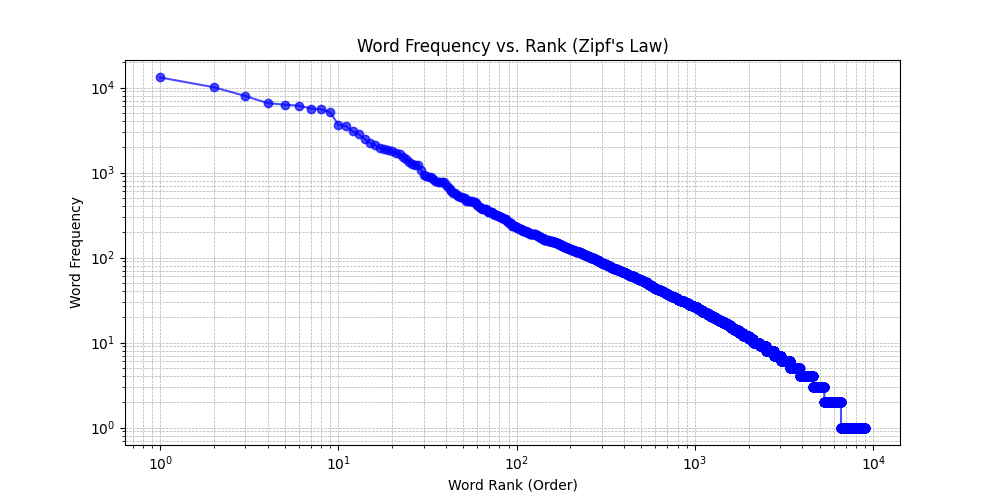 Word Frequency vs. Rank (Zipf's Law)
Word Frequency
10⁴
10³
10²
10¹
10⁰
10⁰ 10¹ 10² 10³ 10⁴
Word Rank (Order)